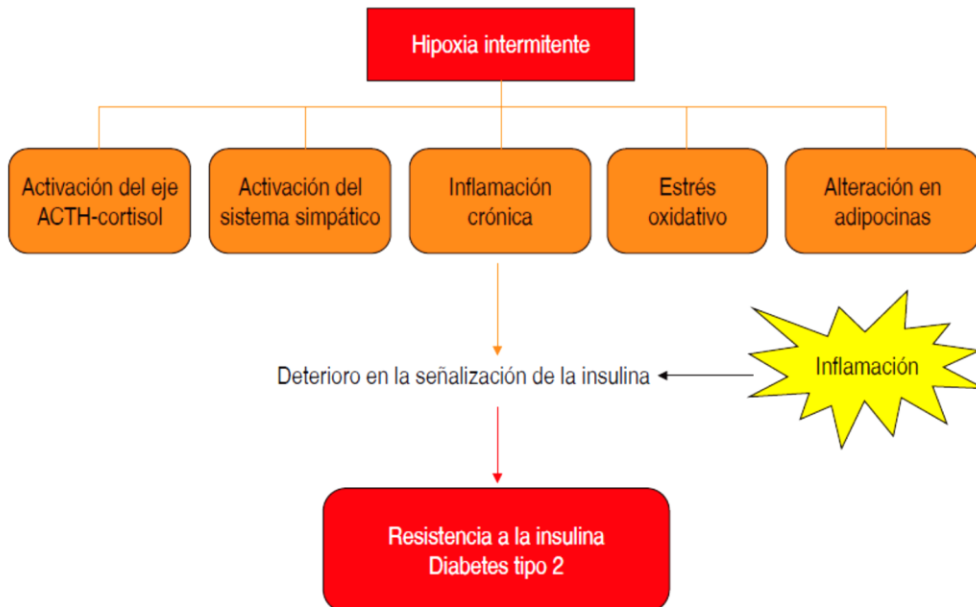 Hipoxia intermitente
Activación del eje
ACTH-cortisol
Activación del
sistema simpático
Inflamación
crónica
Estrés
oxidativo
Alteración en
adipocinas
Inflamación
Deterioro en la señalización de la insulina
Resistencia a la insulina
Diabetes tipo 2